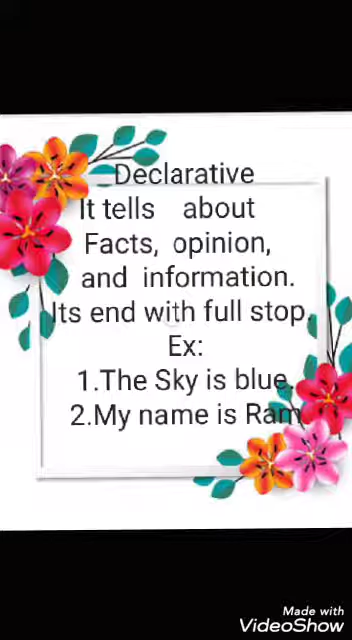 Declarative
It tells about
Facts, opinion,
and information.
Its end with full stop.
Ex:
1.The Sky is blue.
2.My name is Ram
Made with
VideoShow